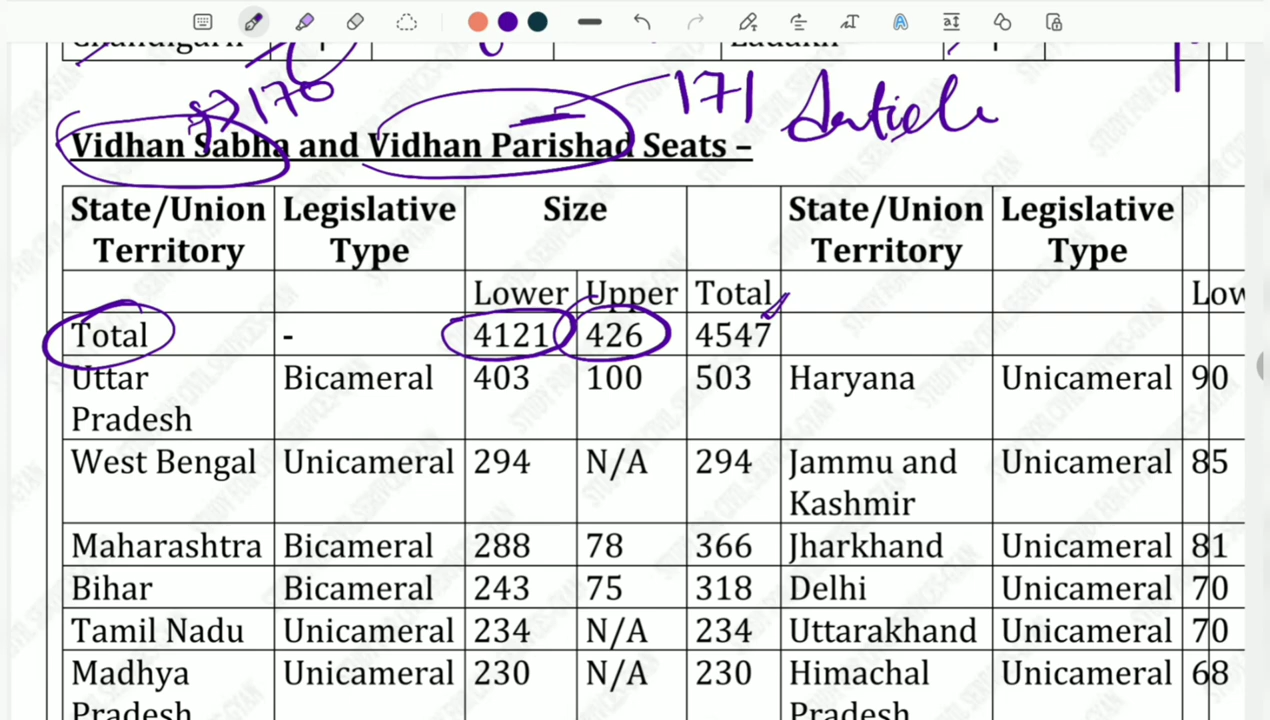 Chandigarh Ladakh
170 171 Article
Vidhan Sabha and Vidhan Parishad Seats –
State/Union Territory Legislative Type Size State/Union Territory Legislative Type
Lower Upper Total Low
Total - 4121 426 4547
Uttar Pradesh Bicameral 403 100 503 Haryana Unicameral 90
West Bengal Unicameral 294 N/A 294 Jammu and Kashmir Unicameral 85
Maharashtra Bicameral 288 78 366 Jharkhand Unicameral 81
Bihar Bicameral 243 75 318 Delhi Unicameral 70
Tamil Nadu Unicameral 234 N/A 234 Uttarakhand Unicameral 70
Madhya Pradesh Unicameral 230 N/A 230 Himachal Pradesh Unicameral 68